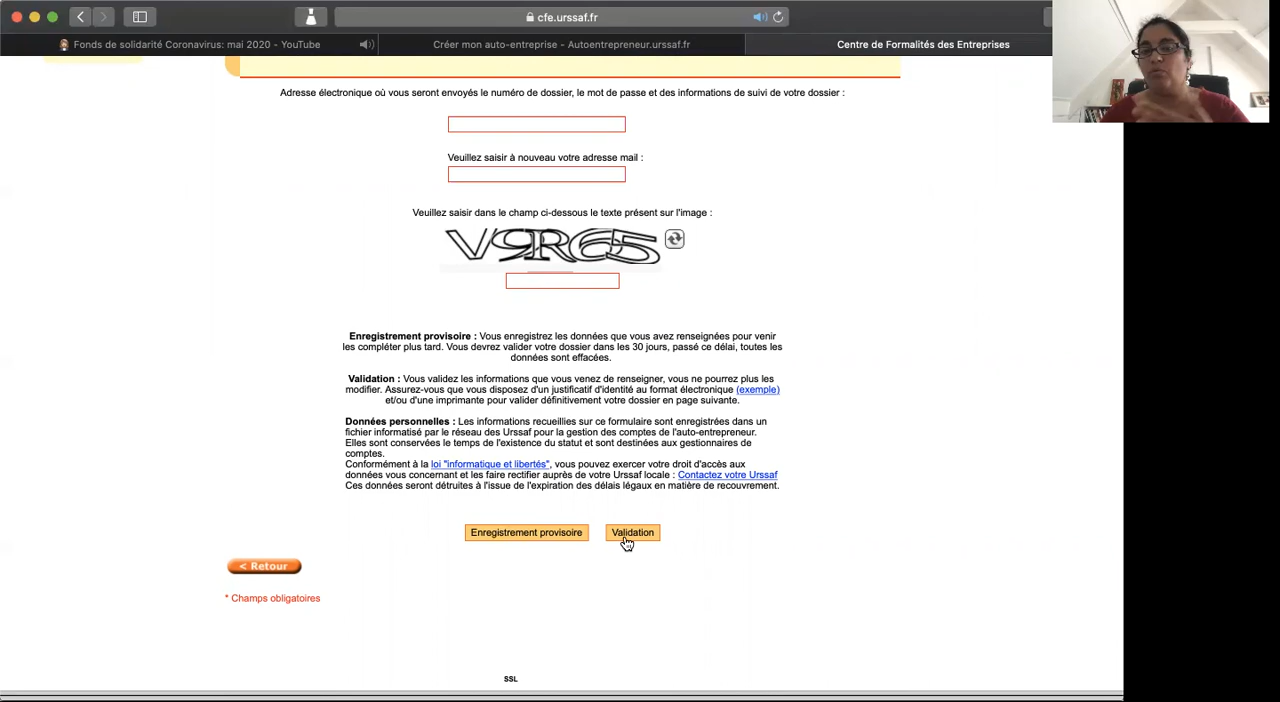 cfe.urssaf.fr
Fonds de solidarité Coronavirus: mai 2020 - YouTube
Créer mon auto-entreprise - Autoentrepreneur.urssaf.fr
Centre de Formalités des Entreprises
Adresse électronique où vous seront envoyés le numéro de dossier, le mot de passe et des informations de suivi de votre dossier :
Veuillez saisir à nouveau votre adresse mail :
Veuillez saisir dans le champ ci-dessous le texte présent sur l'image :
V9R65
Enregistrement provisoire : Vous enregistrez les données que vous avez renseignées pour venir
les compléter plus tard. Vous devrez valider votre dossier dans les 30 jours, passé ce délai, toutes les
données sont effacées.
Validation : Vous validez les informations que vous venez de renseigner, vous ne pourrez plus les
modifier. Assurez-vous que vous disposez d'un justificatif d'identité au format électronique (exemple)
et/ou d'une imprimante pour valider définitivement votre dossier en page suivante.
Données personnelles : Les informations recueillies sur ce formulaire sont enregistrées dans un
fichier informatisé par le réseau des Urssaf pour la gestion des comptes de l'auto-entrepreneur.
Elles sont conservées le temps de l'existence du statut et sont destinées aux gestionnaires de
comptes.
Conformément à la loi "informatique et libertés", vous pouvez exercer votre droit d'accès aux
données vous concernant et les faire rectifier auprès de votre Urssaf locale : Contactez votre Urssaf
Ces données seront détruites à l'issue de l'expiration des délais légaux en matière de recouvrement.
Enregistrement provisoire
Validation
< Retour
* Champs obligatoires
SSL